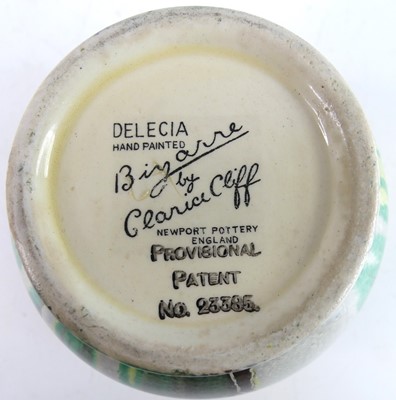 DELECIA
HAND PAINTED
Bizarre
by
Clarice Cliff
NEWPORT POTTERY
ENGLAND
PROVISIONAL
PATENT
No. 23385.